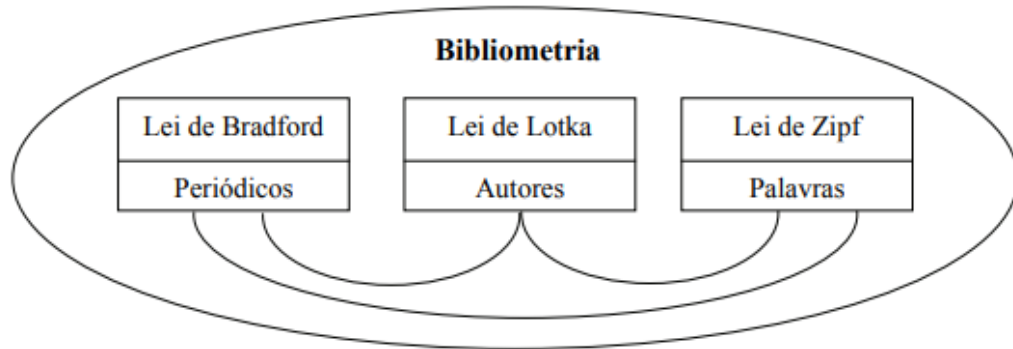 Bibliometria
Lei de Bradford
Lei de Lotka
Lei de Zipf
Periódicos
Autores
Palavras